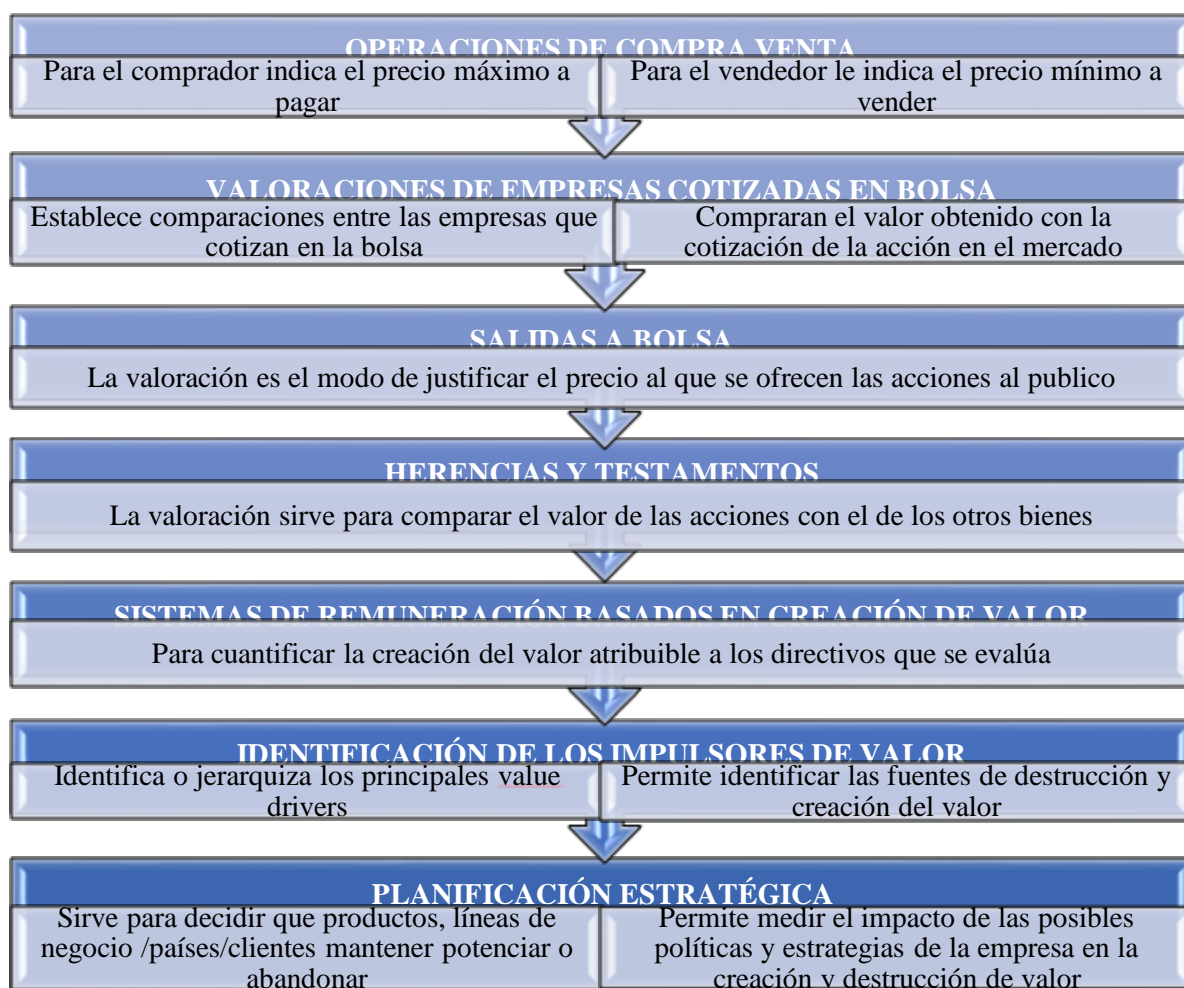 OPERACIONES DE COMPRA VENTA
Para el comprador indica el precio máximo a
pagar
Para el vendedor le indica el precio mínimo a
vender
VALORACIONES DE EMPRESAS COTIZADAS EN BOLSA
Establece comparaciones entre las empresas que
cotizan en la bolsa
Compraran el valor obtenido con la
cotización de la acción en el mercado
SALIDAS A BOLSA
La valoración es el modo de justificar el precio al que se ofrecen las acciones al publico
HERENCIAS Y TESTAMENTOS
La valoración sirve para comparar el valor de las acciones con el de los otros bienes
SISTEMAS DE REMUNERACIÓN BASADOS EN CREACIÓN DE VALOR
Para cuantificar la creación del valor atribuible a los directivos que se evalúa
IDENTIFICACIÓN DE LOS IMPULSORES DE VALOR
Identifica o jerarquiza los principales value
drivers
Permite identificar las fuentes de destrucción y
creación del valor
PLANIFICACIÓN ESTRATÉGICA
Sirve para decidir que productos, líneas de
negocio /países/clientes mantener potenciar o
abandonar
Permite medir el impacto de las posibles
políticas y estrategias de la empresa en la
creación y destrucción de valor